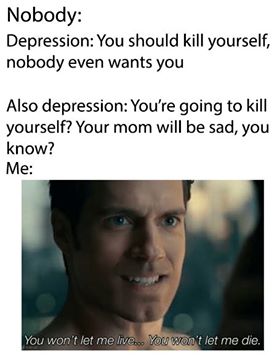 Nobody:
Depression: You should kill yourself,
nobody even wants you
Also depression: You're going to kill
yourself? Your mom will be sad, you
know?
Me:
You won't let me live... You won't let me die.